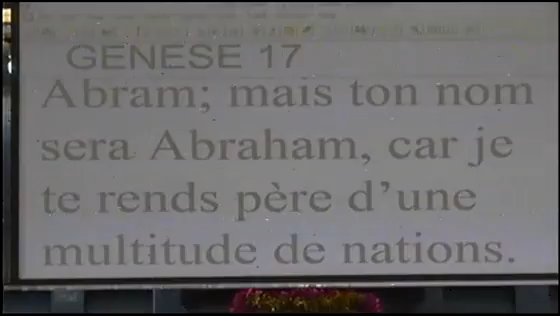 GENESE 17
Abram; mais ton nom
sera Abraham, car je
te rends père d'une
multitude de nations.